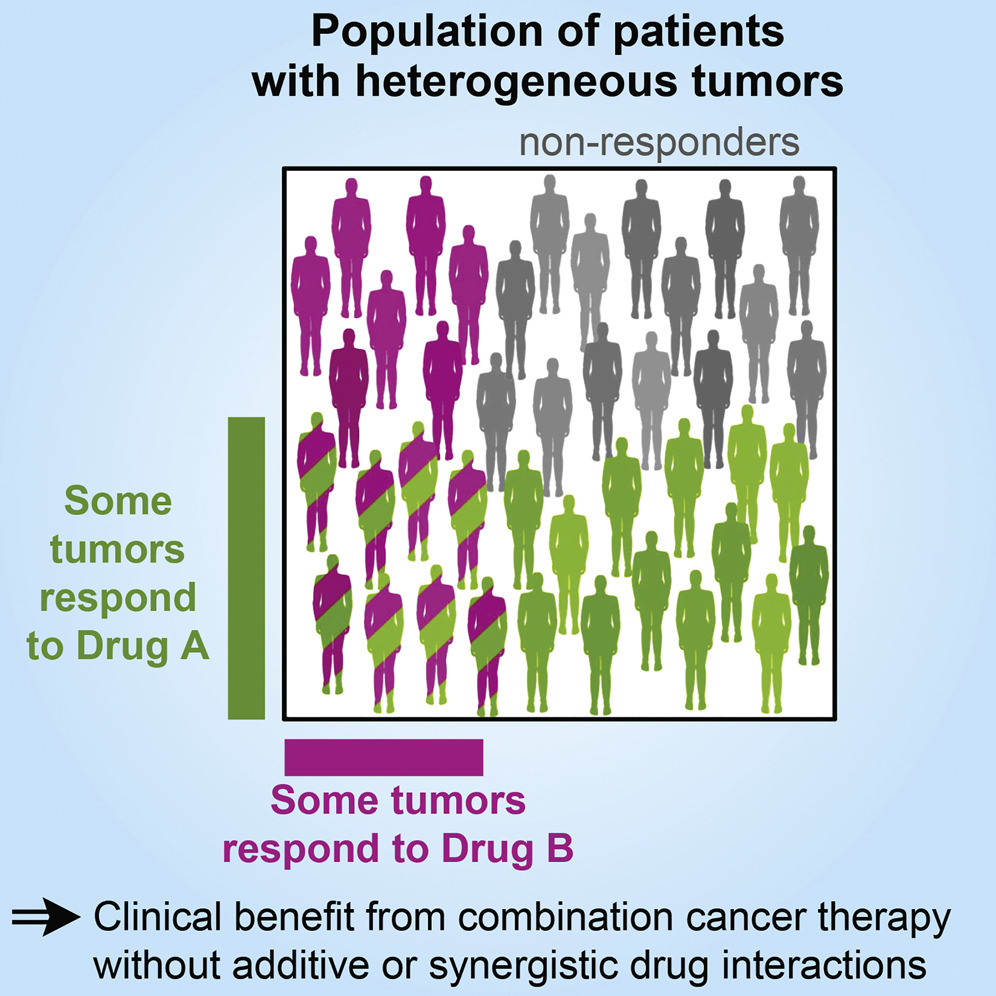 Population of patients
with heterogeneous tumors
non-responders
Some
tumors
respond
to Drug A
Some tumors
respond to Drug B
Clinical benefit from combination cancer therapy
without additive or synergistic drug interactions